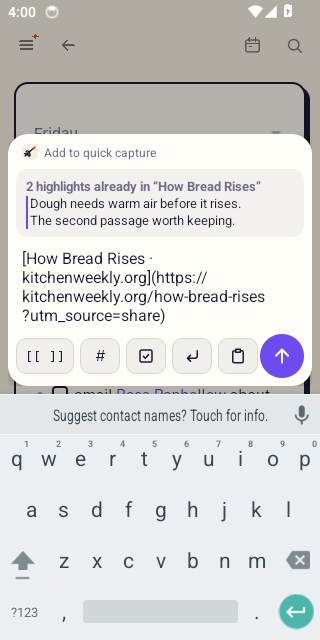 4:00
Friday
Add to quick capture
2 highlights already in "How Bread Rises"
Dough needs warm air before it rises.
The second passage worth keeping.
[How Bread Rises ·
kitchenweekly.org](https://
kitchenweekly.org/how-bread-rises
?utm_source=share)
[[ ]] #
email Rosa about
Suggest contact names? Touch for info.
1 2 3 4 5 6 7 8 9 0
q w e r t y u i o p
a s d f g h j k l
z x c v b n m
?123 , .